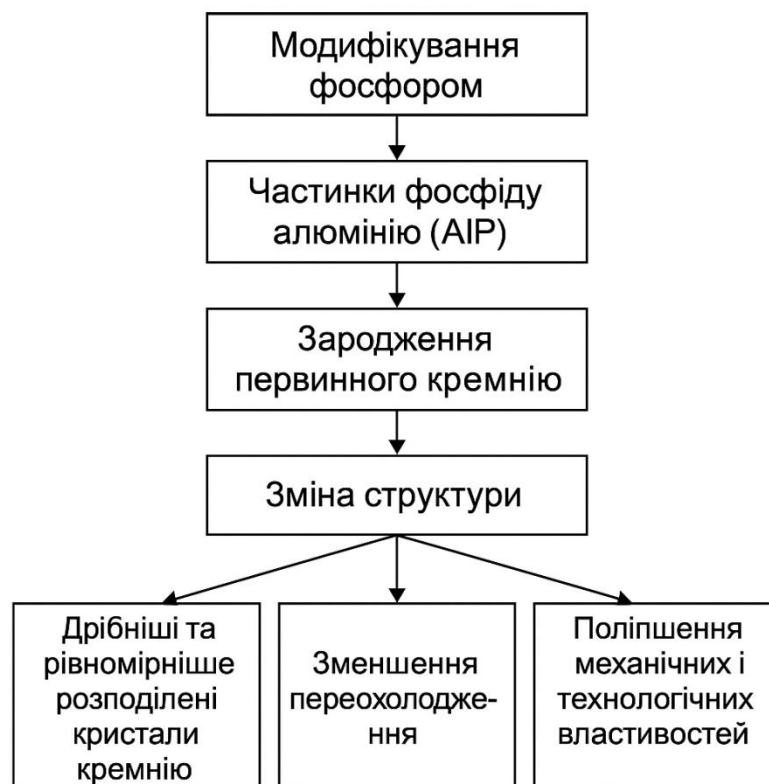 Модифікування
фосфором
Частинки фосфіду
алюмінію (AIP)
Зародження
первинного кремнію
Зміна структури
Дрібніші та
рівномірніше
розподілені
кристали
кремнію
Зменшення
переохолодже-
ння
Поліпшення
механічних і
технологічних
властивостей